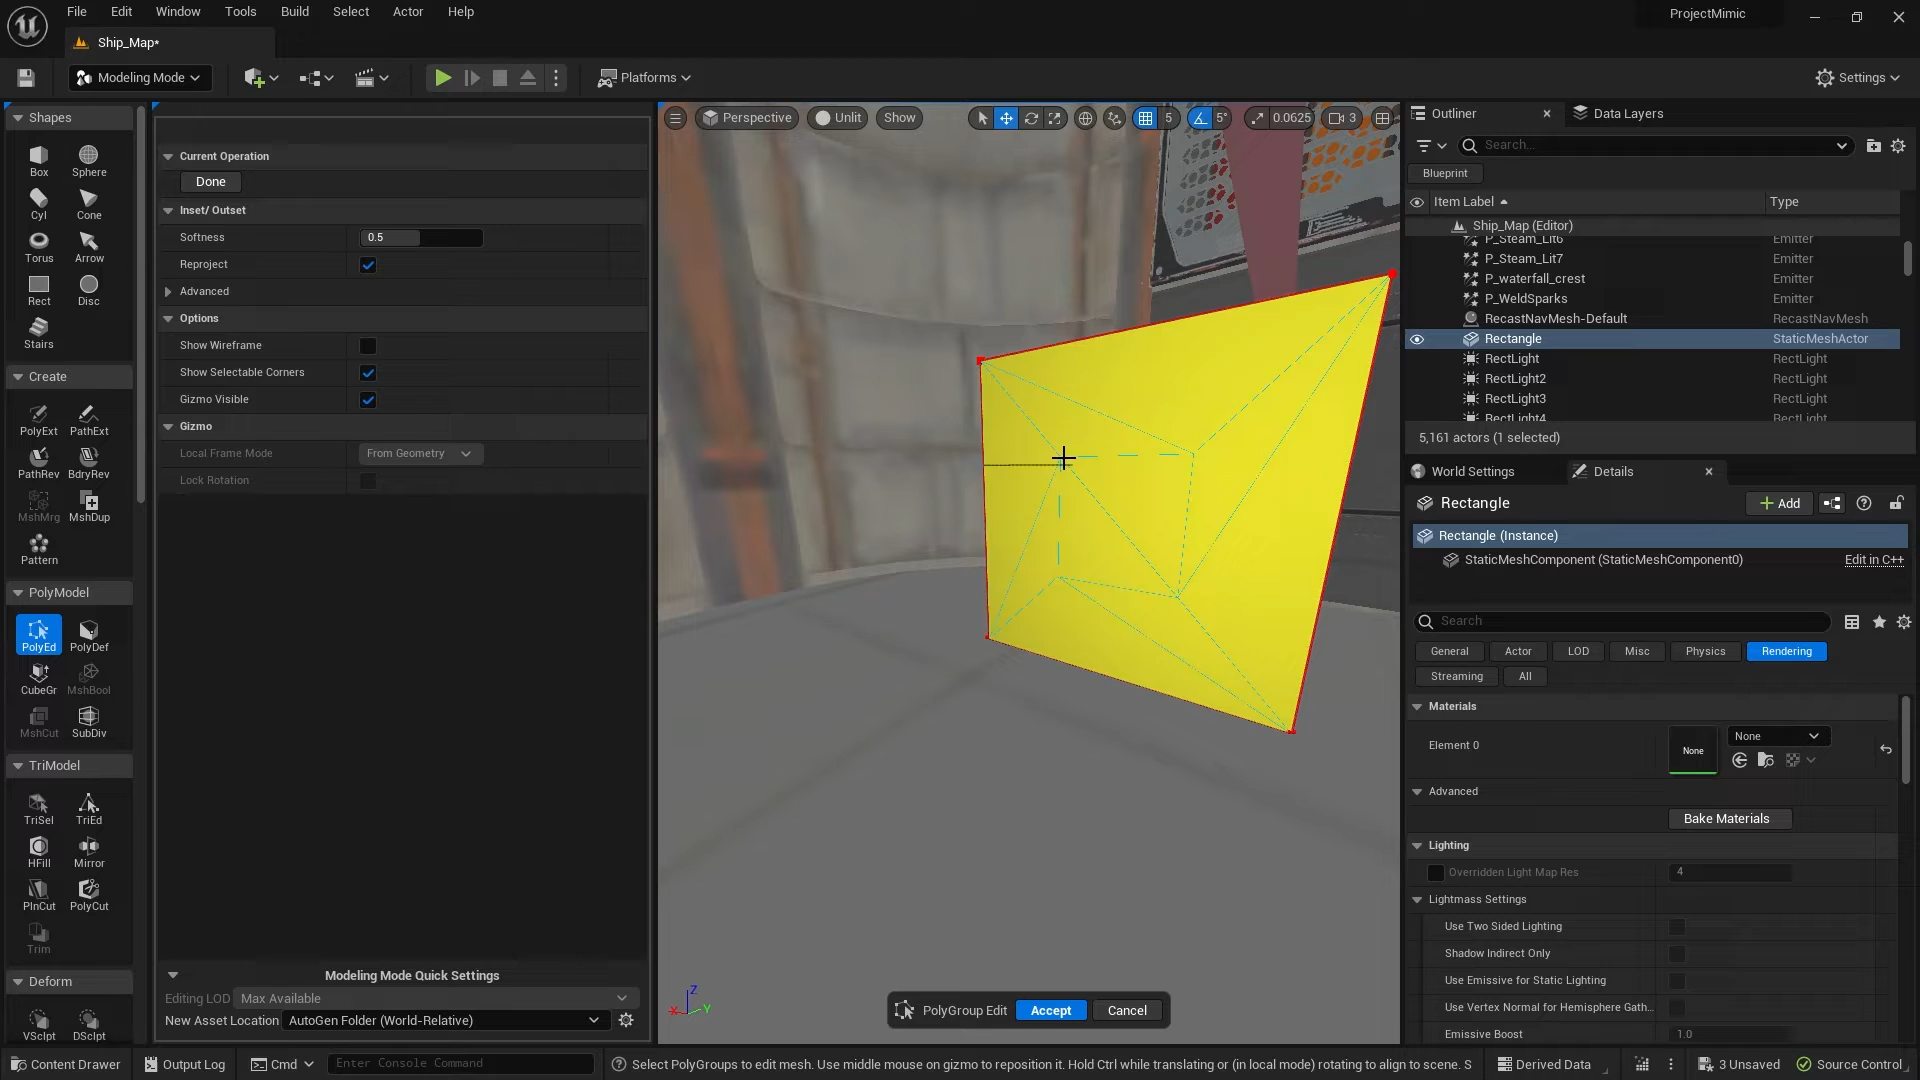 File Edit Window Tools Build Select Actor Help
ProjectMimic
Ship_Map*
Modeling Mode
Platforms
Settings
Shapes
Box Sphere
Cyl Cone
Torus Arrow
Rect Disc
Stairs
Create
PolyExt PathExt
PathRev BdryRev
MshMrg MshDup
Pattern
PolyModel
PolyEd PolyDef
CubeGr MshBool
MshCut SubDiv
TriModel
TriSel TriEd
HFill Mirror
PlnCut PolyCut
Trim
Deform
VSclpt DSclpt
Current Operation
Done
Inset/ Outset
Softness 0.5
Reproject
Advanced
Options
Show Wireframe
Show Selectable Corners
Gizmo Visible
Gizmo
Local Frame Mode From Geometry
Lock Rotation
Modeling Mode Quick Settings
Editing LOD Max Available
New Asset Location AutoGen Folder (World-Relative)
Perspective Unlit Show 5 5° 0.0625 3
Z
X Y
PolyGroup Edit Accept Cancel
Outliner Data Layers
Search...
Blueprint
Item Label Type
Ship_Map (Editor)
P_Steam_Lit6 Emitter
P_Steam_Lit7 Emitter
P_waterfall_crest Emitter
P_WeldSparks Emitter
RecastNavMesh-Default RecastNavMesh
Rectangle StaticMeshActor
RectLight RectLight
RectLight2 RectLight
RectLight3 RectLight
RectLight4 RectLight
5,161 actors (1 selected)
World Settings Details
Rectangle Add
Rectangle (Instance)
StaticMeshComponent (StaticMeshComponent0) Edit in C++
Search
General Actor LOD Misc Physics Rendering
Streaming All
Materials
Element 0 None None
Advanced
Bake Materials
Lighting
Overridden Light Map Res 4
Lightmass Settings
Use Two Sided Lighting
Shadow Indirect Only
Use Emissive for Static Lighting
Use Vertex Normal for Hemisphere Gath...
Emissive Boost 1.0
Content Drawer Output Log Cmd Enter Console Command Select PolyGroups to edit mesh. Use middle mouse on gizmo to reposition it. Hold Ctrl while translating or (in local mode) rotating to align to scene. S Derived Data 3 Unsaved Source Control